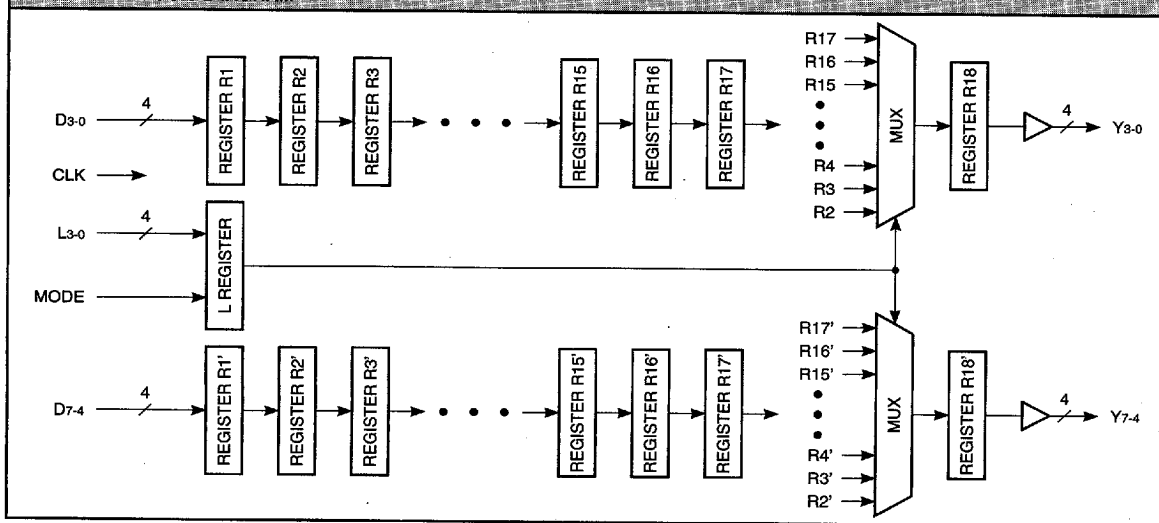 D3-0
4
REGISTER R1
REGISTER R2
REGISTER R3
REGISTER R15
REGISTER R16
REGISTER R17
R17
R16
R15
R4
R3
R2
MUX
REGISTER R18
4
Y3-0
CLK
L3-0
4
L REGISTER
MODE
D7-4
4
REGISTER R1'
REGISTER R2'
REGISTER R3'
REGISTER R15'
REGISTER R16'
REGISTER R17'
R17'
R16'
R15'
R4'
R3'
R2'
MUX
REGISTER R18'
4
Y7-4